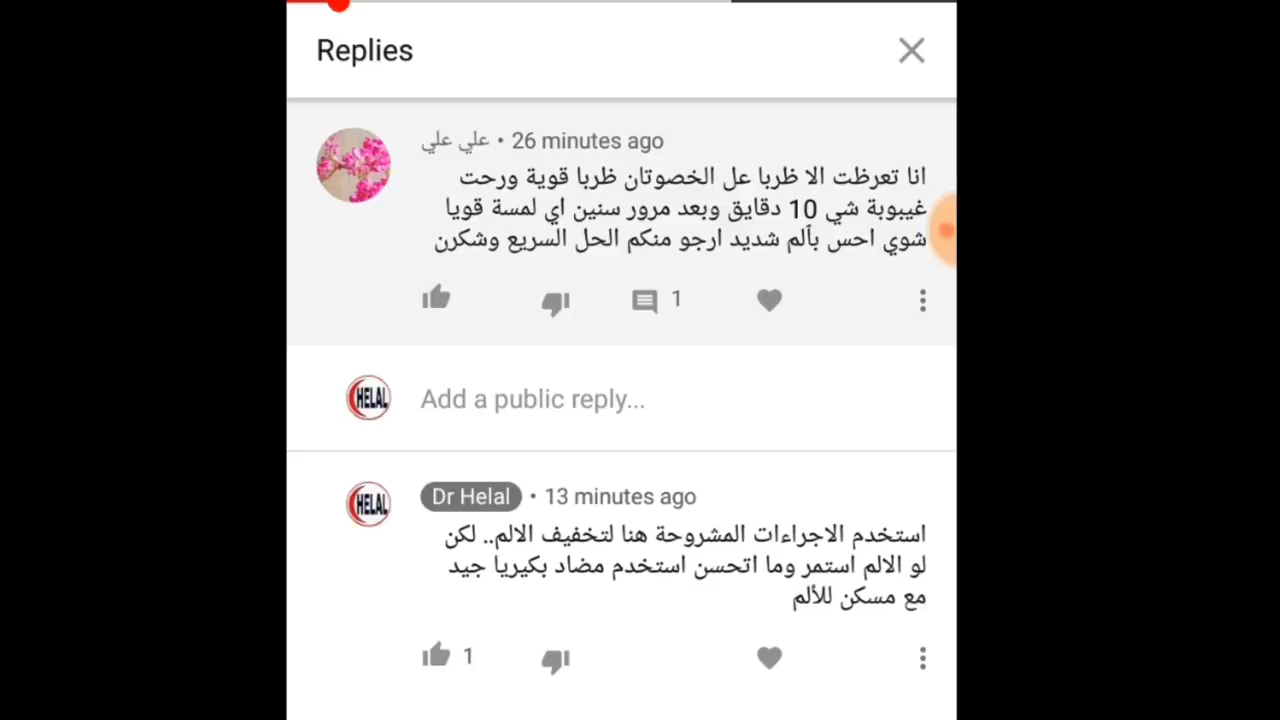 Replies
علي علي • 26 minutes ago
انا تعرظت الا ظربا عل الخصوتان ظربا قوية ورحت
غيبوبة شي 10 دقايق وبعد مرور سنين اي لمسة قويا
شوي احس بألم شديد ارجو منكم الحل السريع وشكرن
1
HELAL
Add a public reply...
HELAL
Dr Helal • 13 minutes ago
استخدم الاجراءات المشروحة هنا لتخفيف الالم.. لكن
لو الالم استمر وما اتحسن استخدم مضاد بكيريا جيد
مع مسكن للألم
1